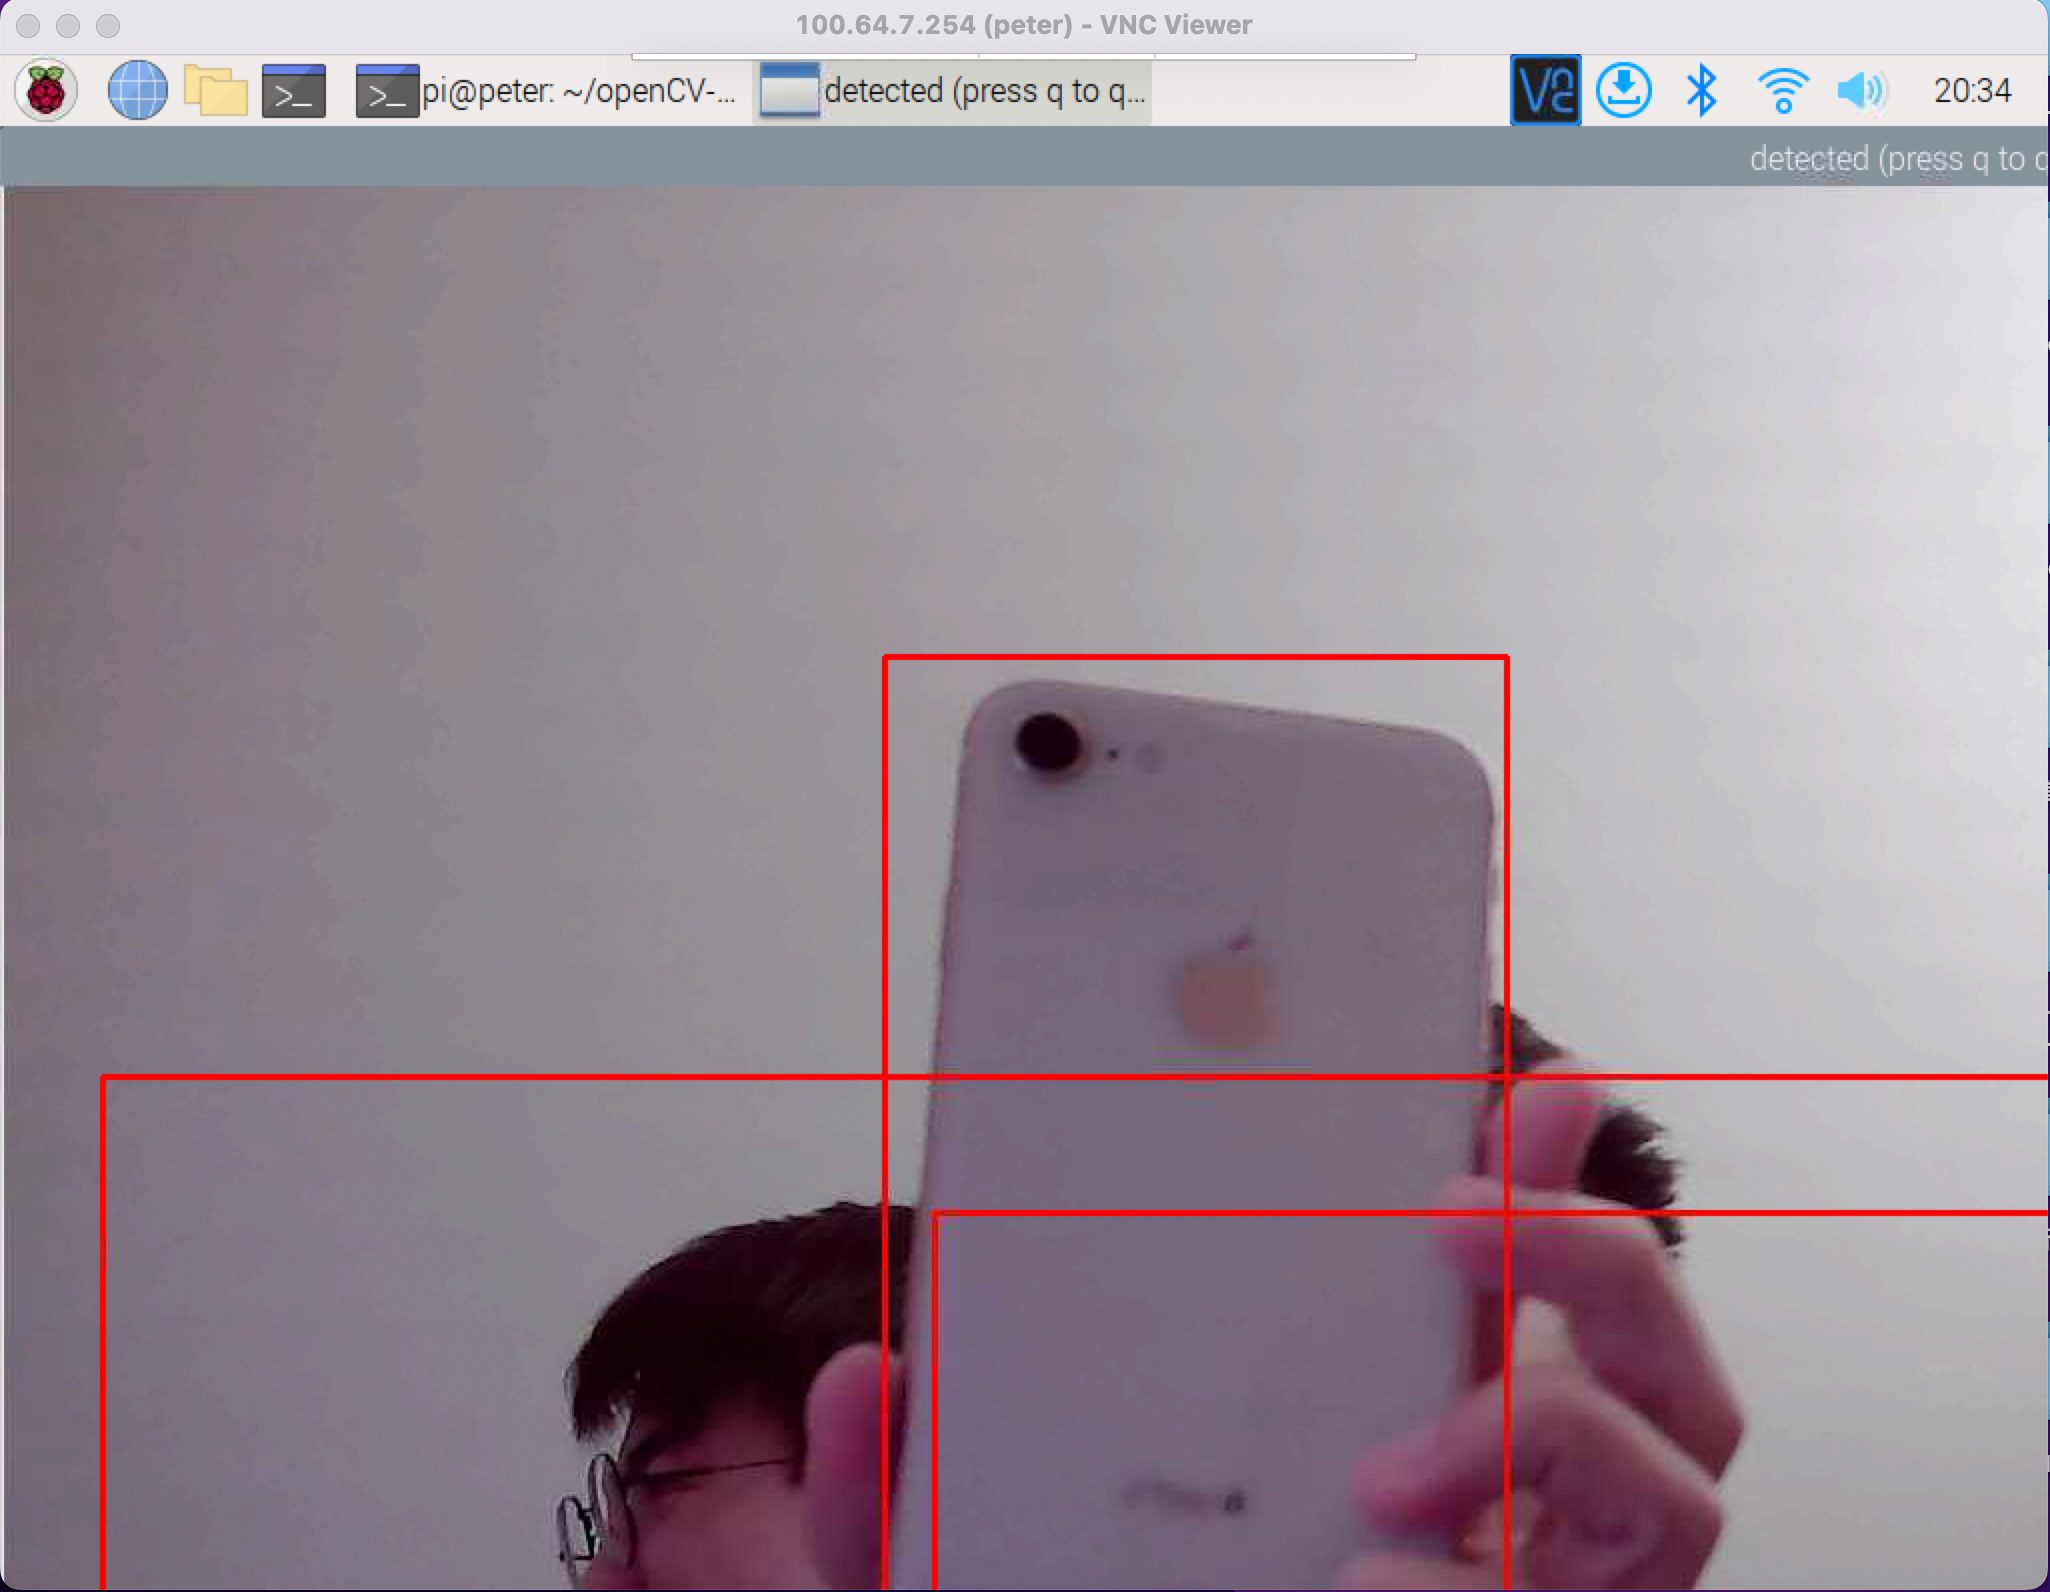 100.64.7.254 (peter) - VNC Viewer
pi@peter: ~/openCV-...
detected (press q to q...
20:34
detected (press q to q